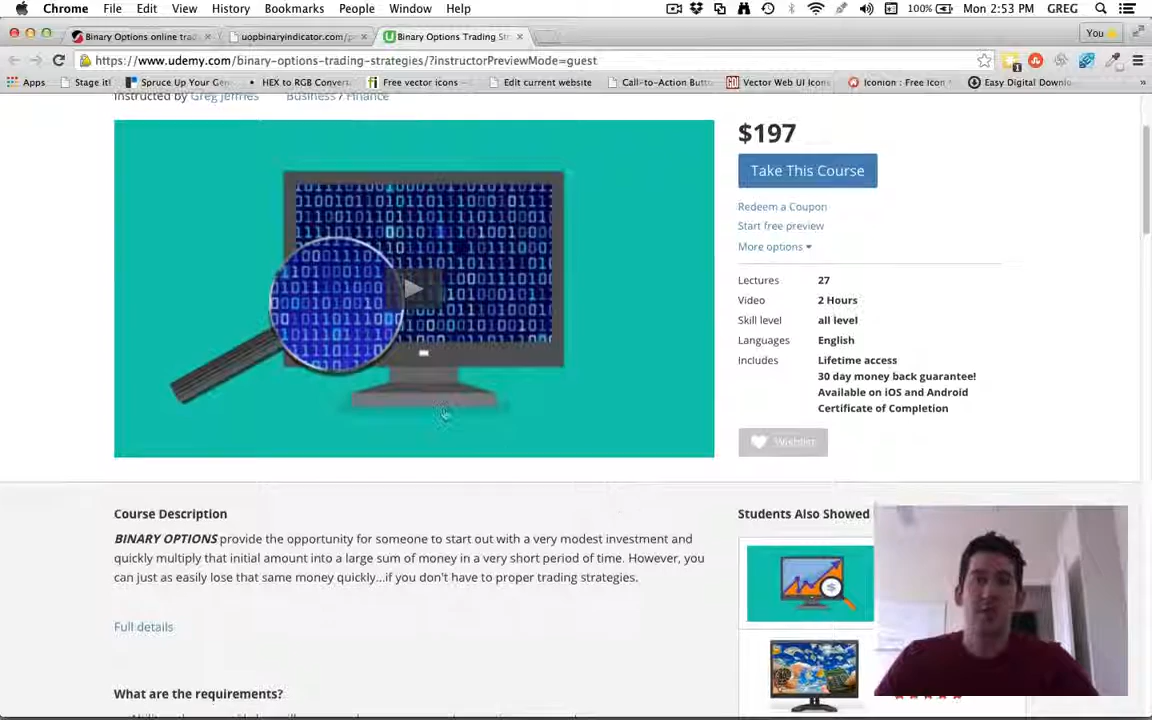 Chrome File Edit View History Bookmarks People Window Help 100% Mon 2:53 PM GREG
Binary Options online trad uopbinaryindicator.com/p Binary Options Trading Str You
https://www.udemy.com/binary-options-trading-strategies/?instructorPreviewMode=guest
Apps Stage it! Spruce Up Your Gen HEX to RGB Convert Free vector icons Edit current website Call-to-Action Butto Vector Web UI Icons Iconion : Free Icon Easy Digital Downlo »
Instructed by Greg Jeffries Business / Finance
$197
Take This Course
Redeem a Coupon
Start free preview
More options
Lectures 27
Video 2 Hours
Skill level all level
Languages English
Includes Lifetime access
30 day money back guarantee!
Available on iOS and Android
Certificate of Completion
Wishlist
Course Description
BINARY OPTIONS provide the opportunity for someone to start out with a very modest investment and
quickly multiply that initial amount into a large sum of money in a very short period of time. However, you
can just as easily lose that same money quickly...if you don't have to proper trading strategies.
Full details
Students Also Showed
What are the requirements?